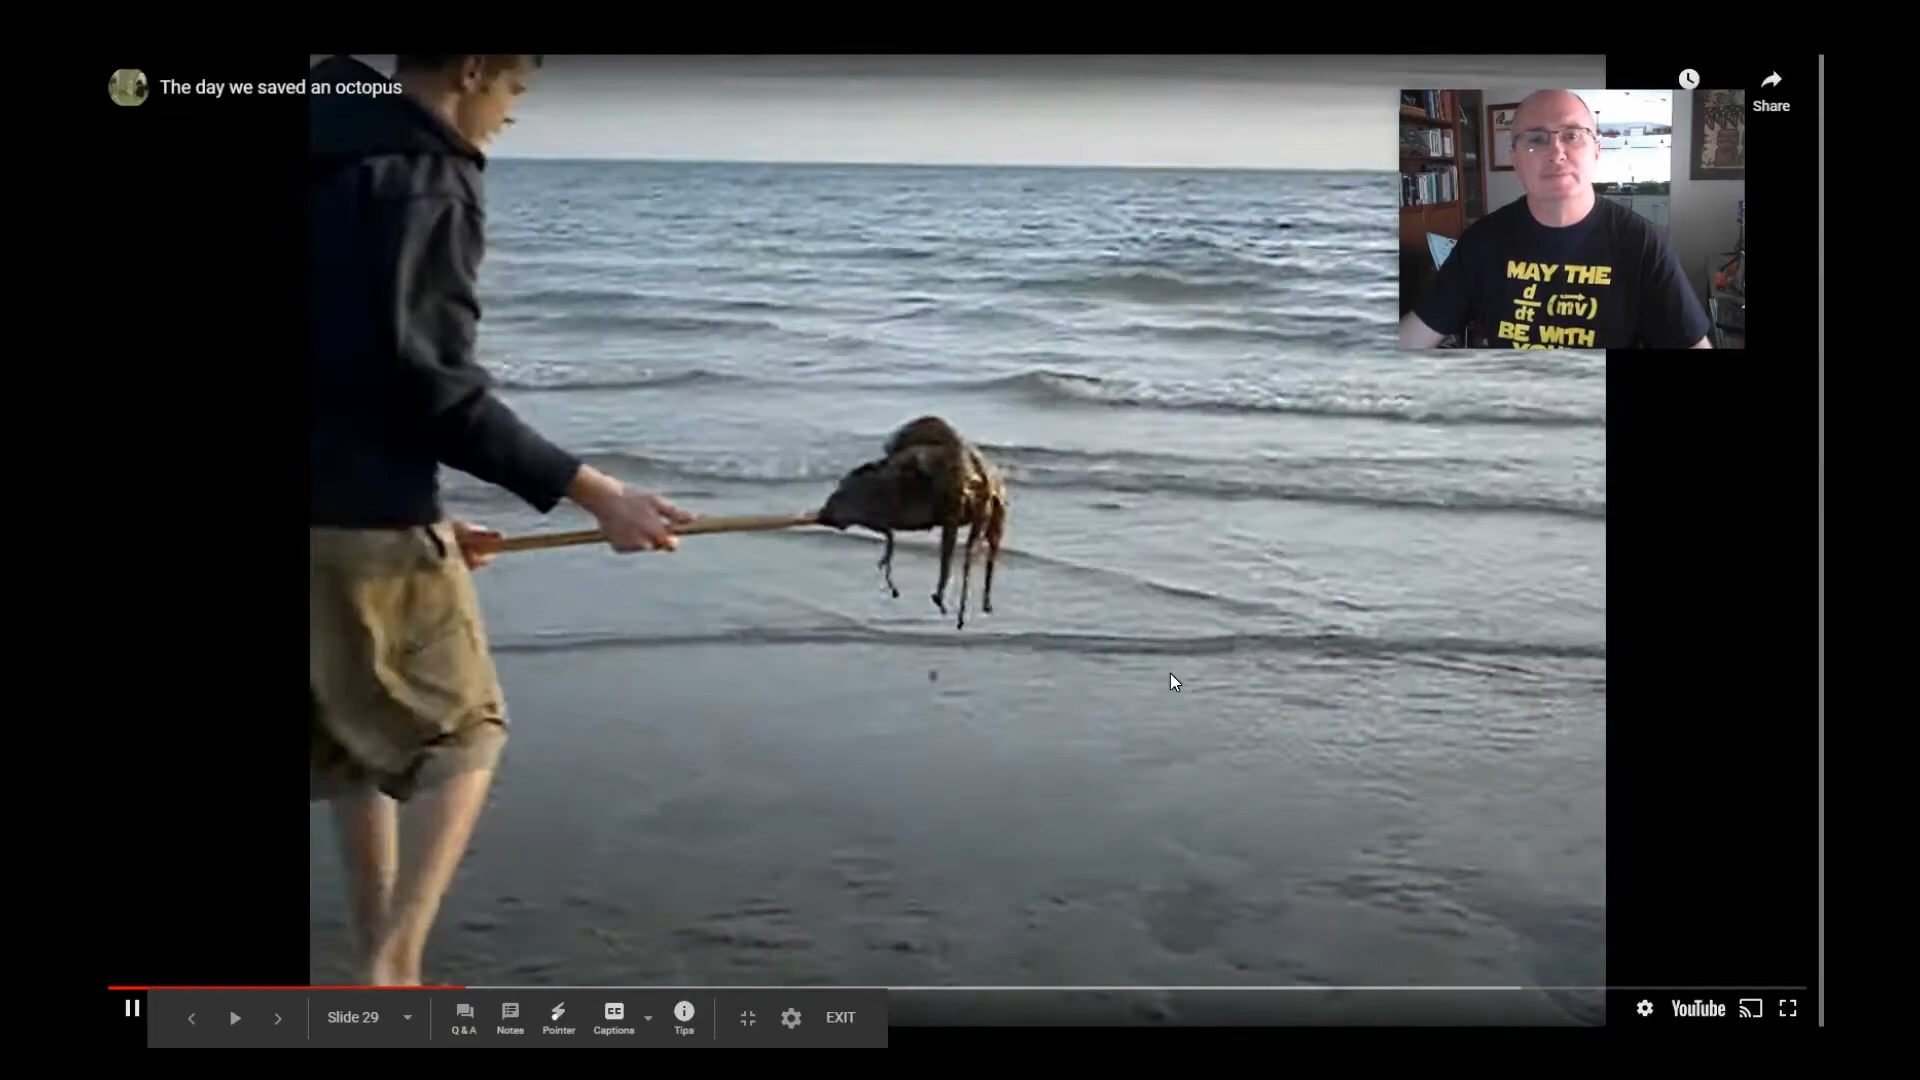 The day we saved an octopus
Share
MAY THE
d
dt (mv)
BE WITH
Slide 29
Q & A
Notes
Pointer
CC
Captions
Tips
EXIT
YouTube